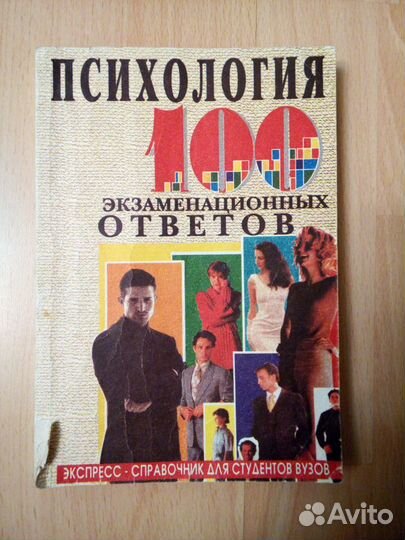 ПСИХОЛОГИЯ
100
ЭКЗАМЕНАЦИОННЫХ
ОТВЕТОВ
ЭКСПРЕСС - СПРАВОЧНИК ДЛЯ СТУДЕНТОВ ВУЗОВ
Avito